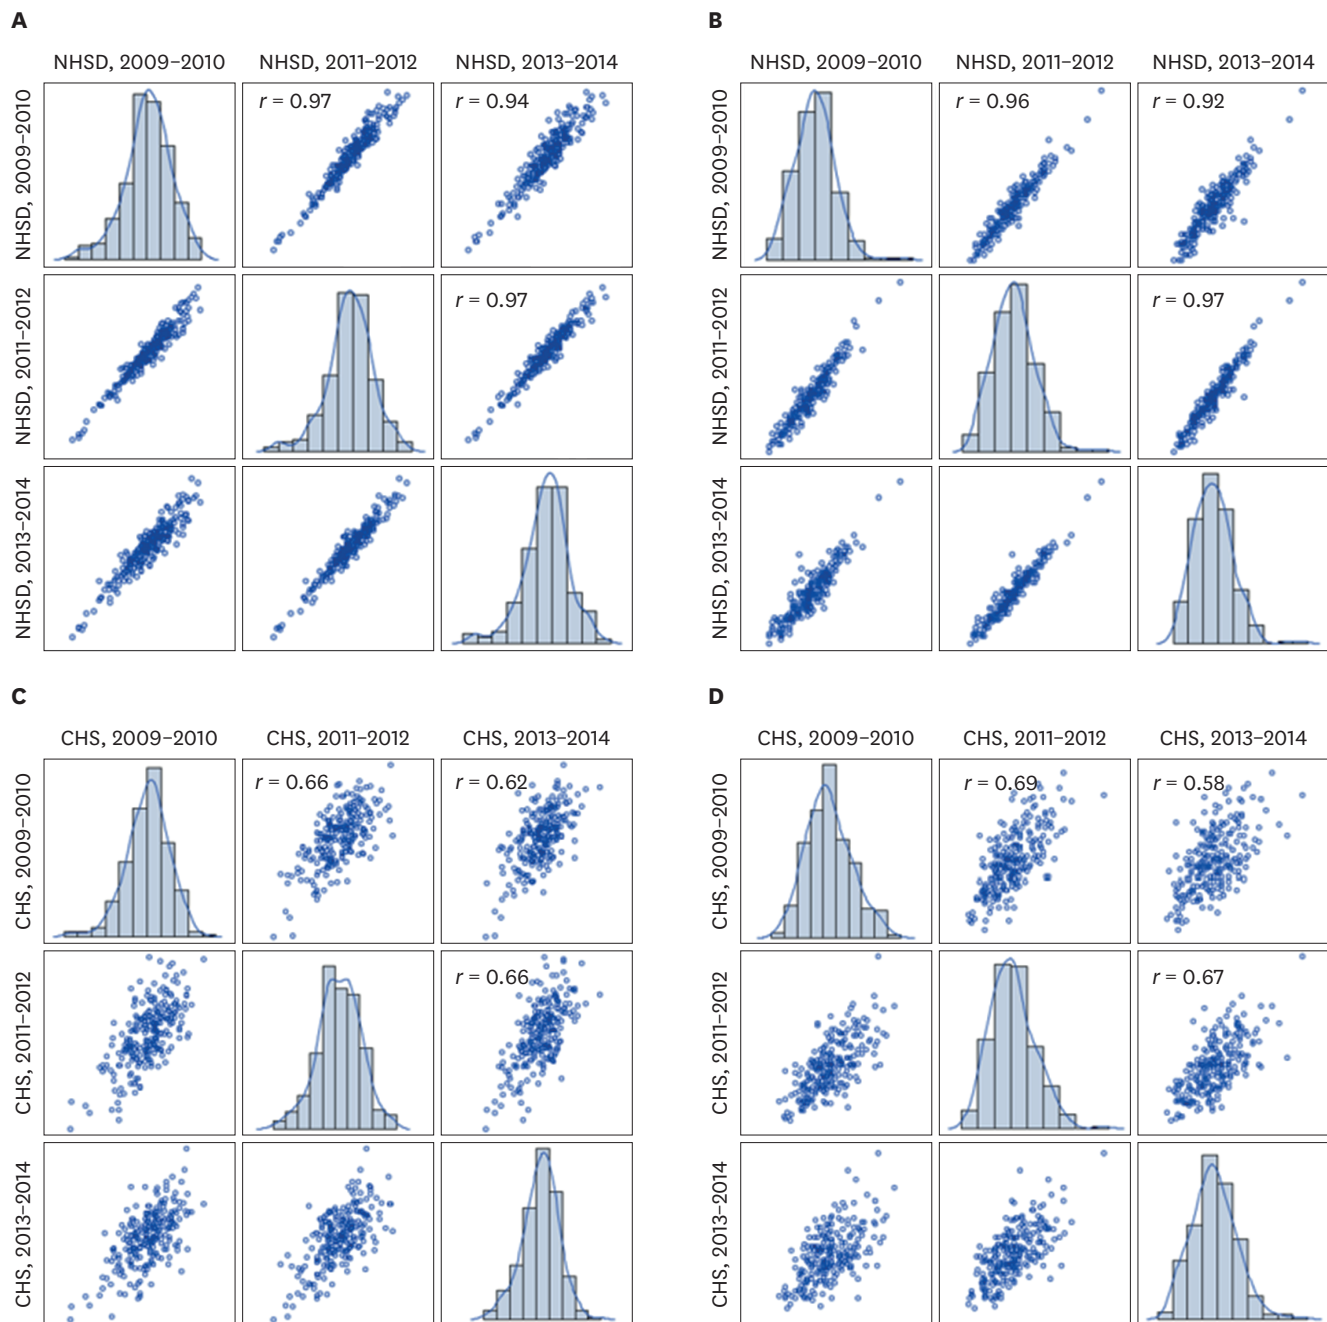 A
NHSD, 2009–2010 NHSD, 2011–2012 NHSD, 2013–2014
NHSD, 2009–2010
r = 0.97
r = 0.94
NHSD, 2011–2012
r = 0.97
NHSD, 2013–2014
B
NHSD, 2009–2010 NHSD, 2011–2012 NHSD, 2013–2014
NHSD, 2009–2010
r = 0.96
r = 0.92
NHSD, 2011–2012
r = 0.97
NHSD, 2013–2014
C
CHS, 2009–2010 CHS, 2011–2012 CHS, 2013–2014
CHS, 2009–2010
r = 0.66
r = 0.62
CHS, 2011–2012
r = 0.66
CHS, 2013–2014
D
CHS, 2009–2010 CHS, 2011–2012 CHS, 2013–2014
CHS, 2009–2010
r = 0.69
r = 0.58
CHS, 2011–2012
r = 0.67
CHS, 2013–2014